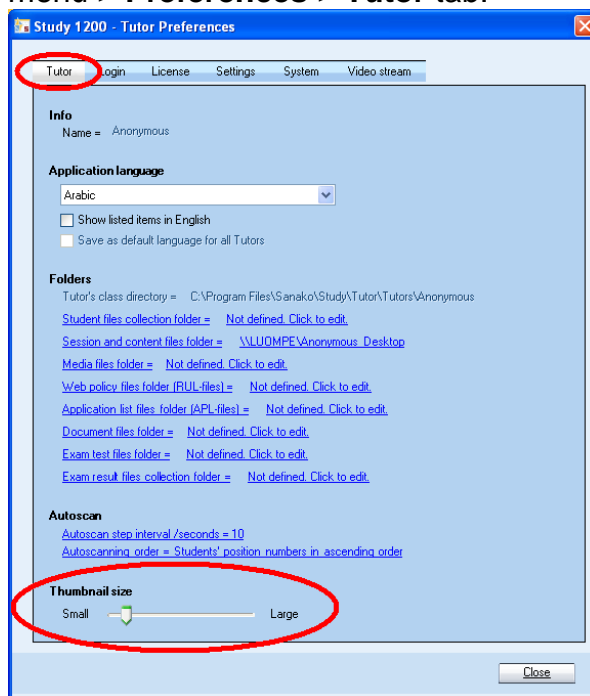 menu > Preferences > Tutor tab.
Study 1200 - Tutor Preferences
Tutor Login License Settings System Video stream
Info
Name = Anonymous
Application language
Arabic
Show listed items in English
Save as default language for all Tutors
Folders
Tutor's class directory = C:\Program Files\Sanako\Study\Tutor\Tutors\Anonymous
Student files collection folder = Not defined. Click to edit.
Session and content files folder = \\LUOMPE\Anonymous_Desktop
Media files folder = Not defined. Click to edit.
Web policy files folder (RUL-files) = Not defined. Click to edit.
Application list files folder (APL-files) = Not defined. Click to edit.
Document files folder = Not defined. Click to edit.
Exam test files folder = Not defined. Click to edit.
Exam result files collection folder = Not defined. Click to edit.
Autoscan
Autoscan step interval /seconds = 10
Autoscanning order = Students' position numbers in ascending order
Thumbnail size
Small Large
Close